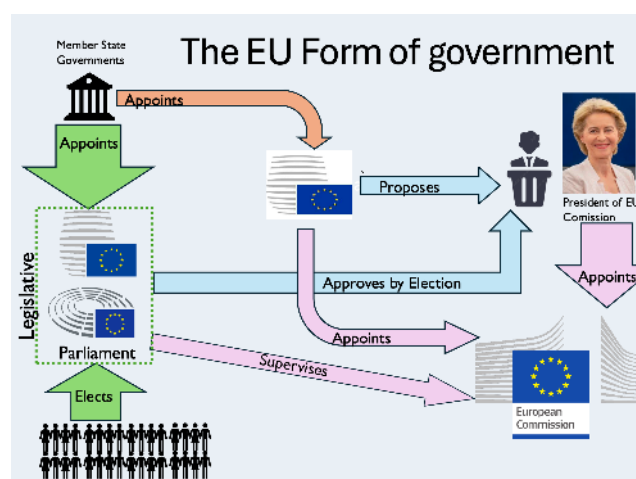 The EU Form of government
Member State
Governments
Appoints
Appoints
Proposes
President of EU
Comission
Appoints
Legislative
Approves by Election
Parliament
Appoints
Supervises
Elects
European
Commission